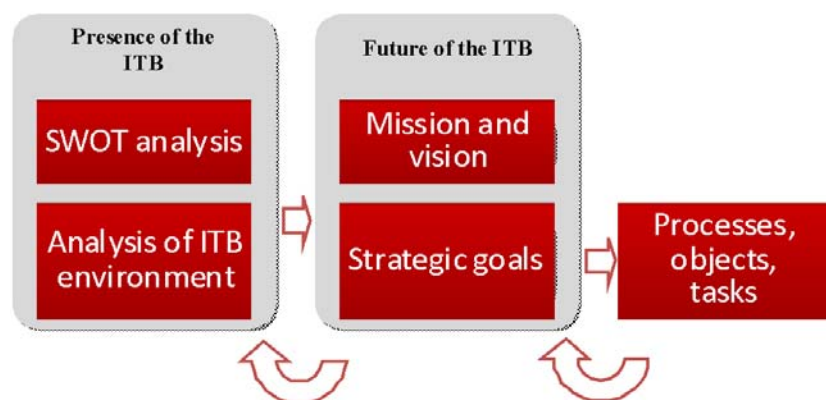 Presence of the
ITB
SWOT analysis
Analysis of ITB
environment
Future of the ITB
Mission and
vision
Strategic goals
Processes,
objects,
tasks